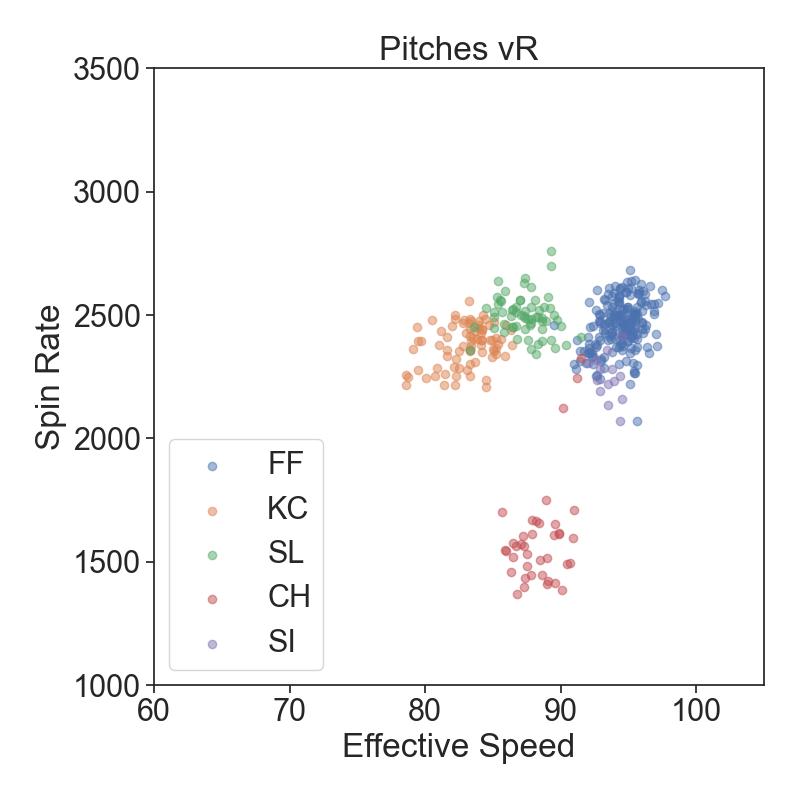 Pitches vR
3500
3000
2500
2000
1500
1000
Spin Rate
FF
KC
SL
CH
SI
60 70 80 90 100
Effective Speed